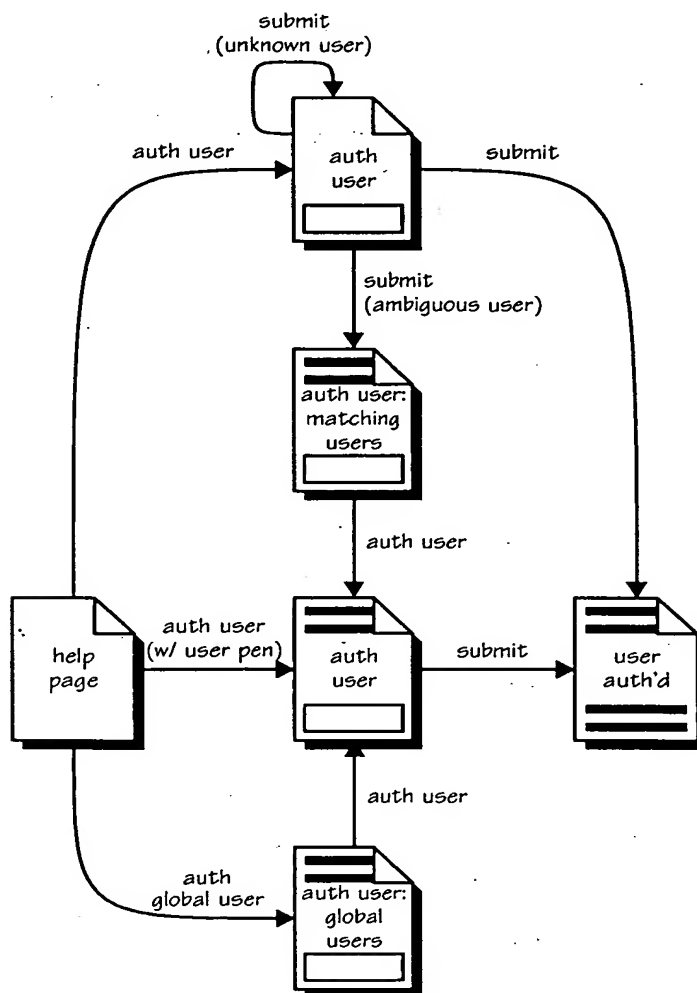 submit
(unknown user)
auth user
auth
user
submit
submit
(ambiguous user)
auth user:
matching
users
auth user
help
page
auth user
(w/ user pen)
auth
user
submit
user
auth'd
auth user
auth
global user
auth user:
global
users